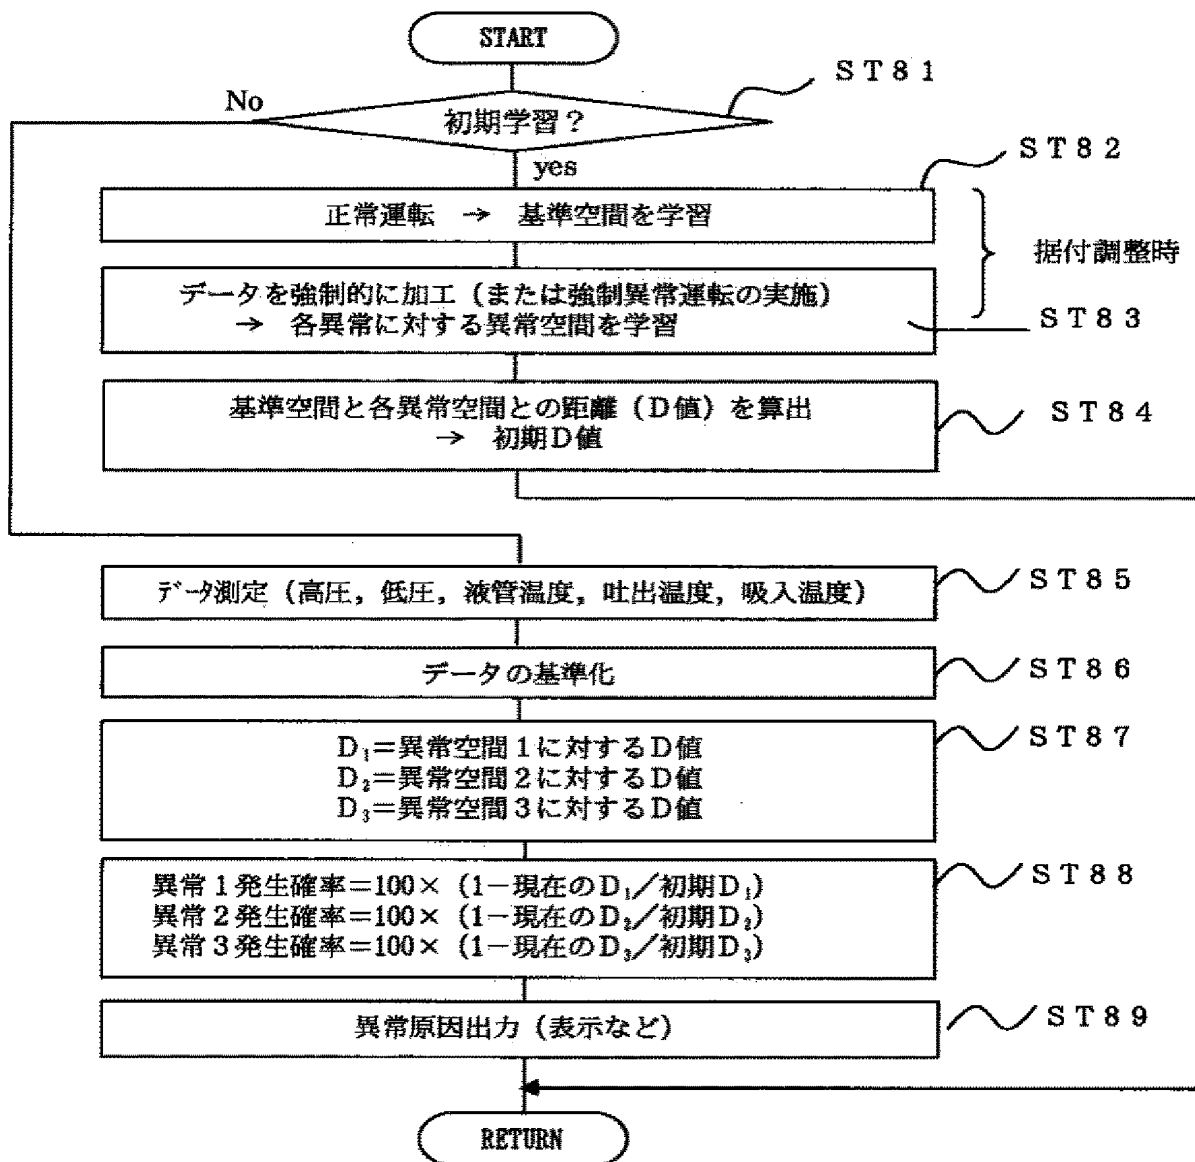 START
ST81
No
初期学習？
yes
ST82
正常運転 → 基準空間を学習
据付調整時
データを強制的に加工（または強制異常運転の実施）
→ 各異常に対する異常空間を学習
ST83
基準空間と各異常空間との距離（D値）を算出
→ 初期D値
ST84
データ測定（高圧，低圧，液管温度，吐出温度，吸入温度）
ST85
データの基準化
ST86
D₁＝異常空間1に対するD値
D₂＝異常空間2に対するD値
D₃＝異常空間3に対するD値
ST87
異常1発生確率＝100×（1－現在のD₁／初期D₁）
異常2発生確率＝100×（1－現在のD₂／初期D₂）
異常3発生確率＝100×（1－現在のD₃／初期D₃）
ST88
異常原因出力（表示など）
ST89
RETURN